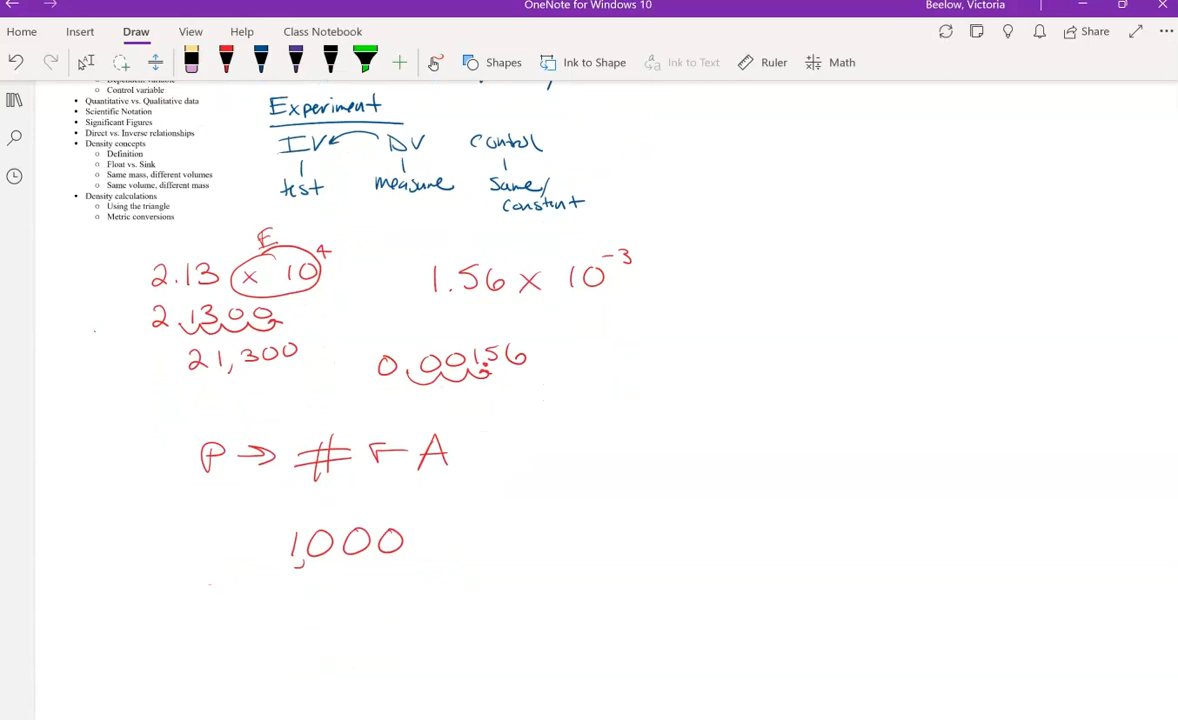 OneNote for Windows 10
Beelow, Victoria
Home Insert Draw View Help Class Notebook
Share
Shapes Ink to Shape Ink to Text Ruler Math
Control variable
Quantitative vs. Qualitative data
Scientific Notation
Significant Figures
Direct vs. Inverse relationships
Density concepts
Definition
Float vs. Sink
Same mass, different volumes
Same volume, different mass
Density calculations
Using the triangle
Metric conversions
Experiment
IV DV Control
test measure same/
constant
E
2.13 x 10⁴
2 1300
21,300
1.56 x 10⁻³
0.00156
P → # ← A
1,000